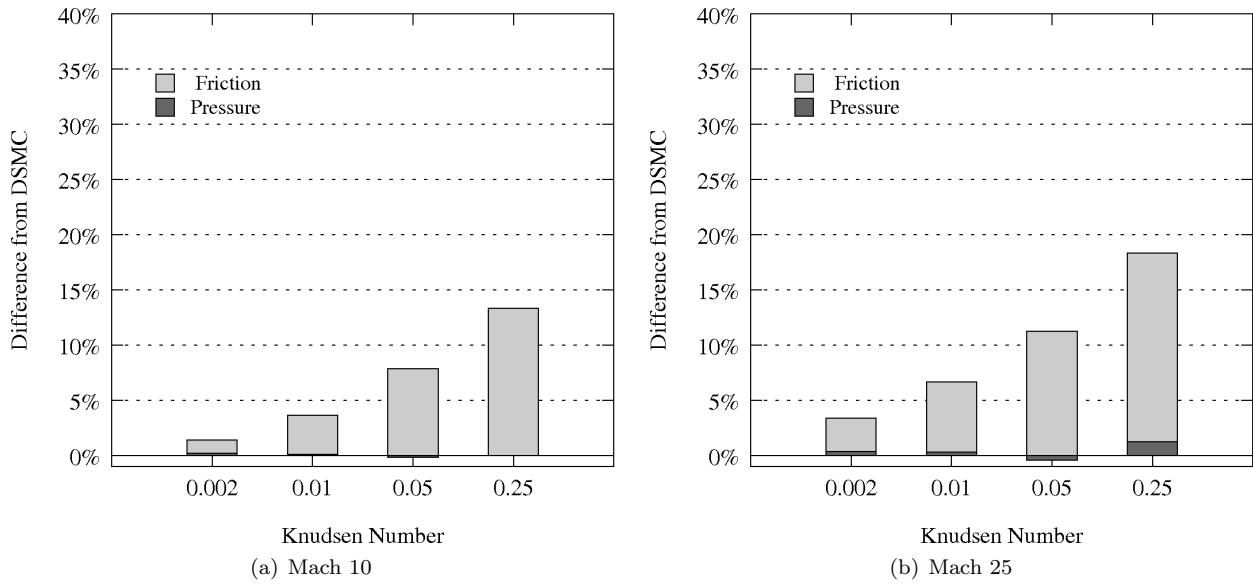 40%
35%
30%
25%
20%
15%
10%
5%
0%
Difference from DSMC
Friction
Pressure
0.002 0.01 0.05 0.25
Knudsen Number
(a) Mach 10
40%
35%
30%
25%
20%
15%
10%
5%
0%
Difference from DSMC
Friction
Pressure
0.002 0.01 0.05 0.25
Knudsen Number
(b) Mach 25